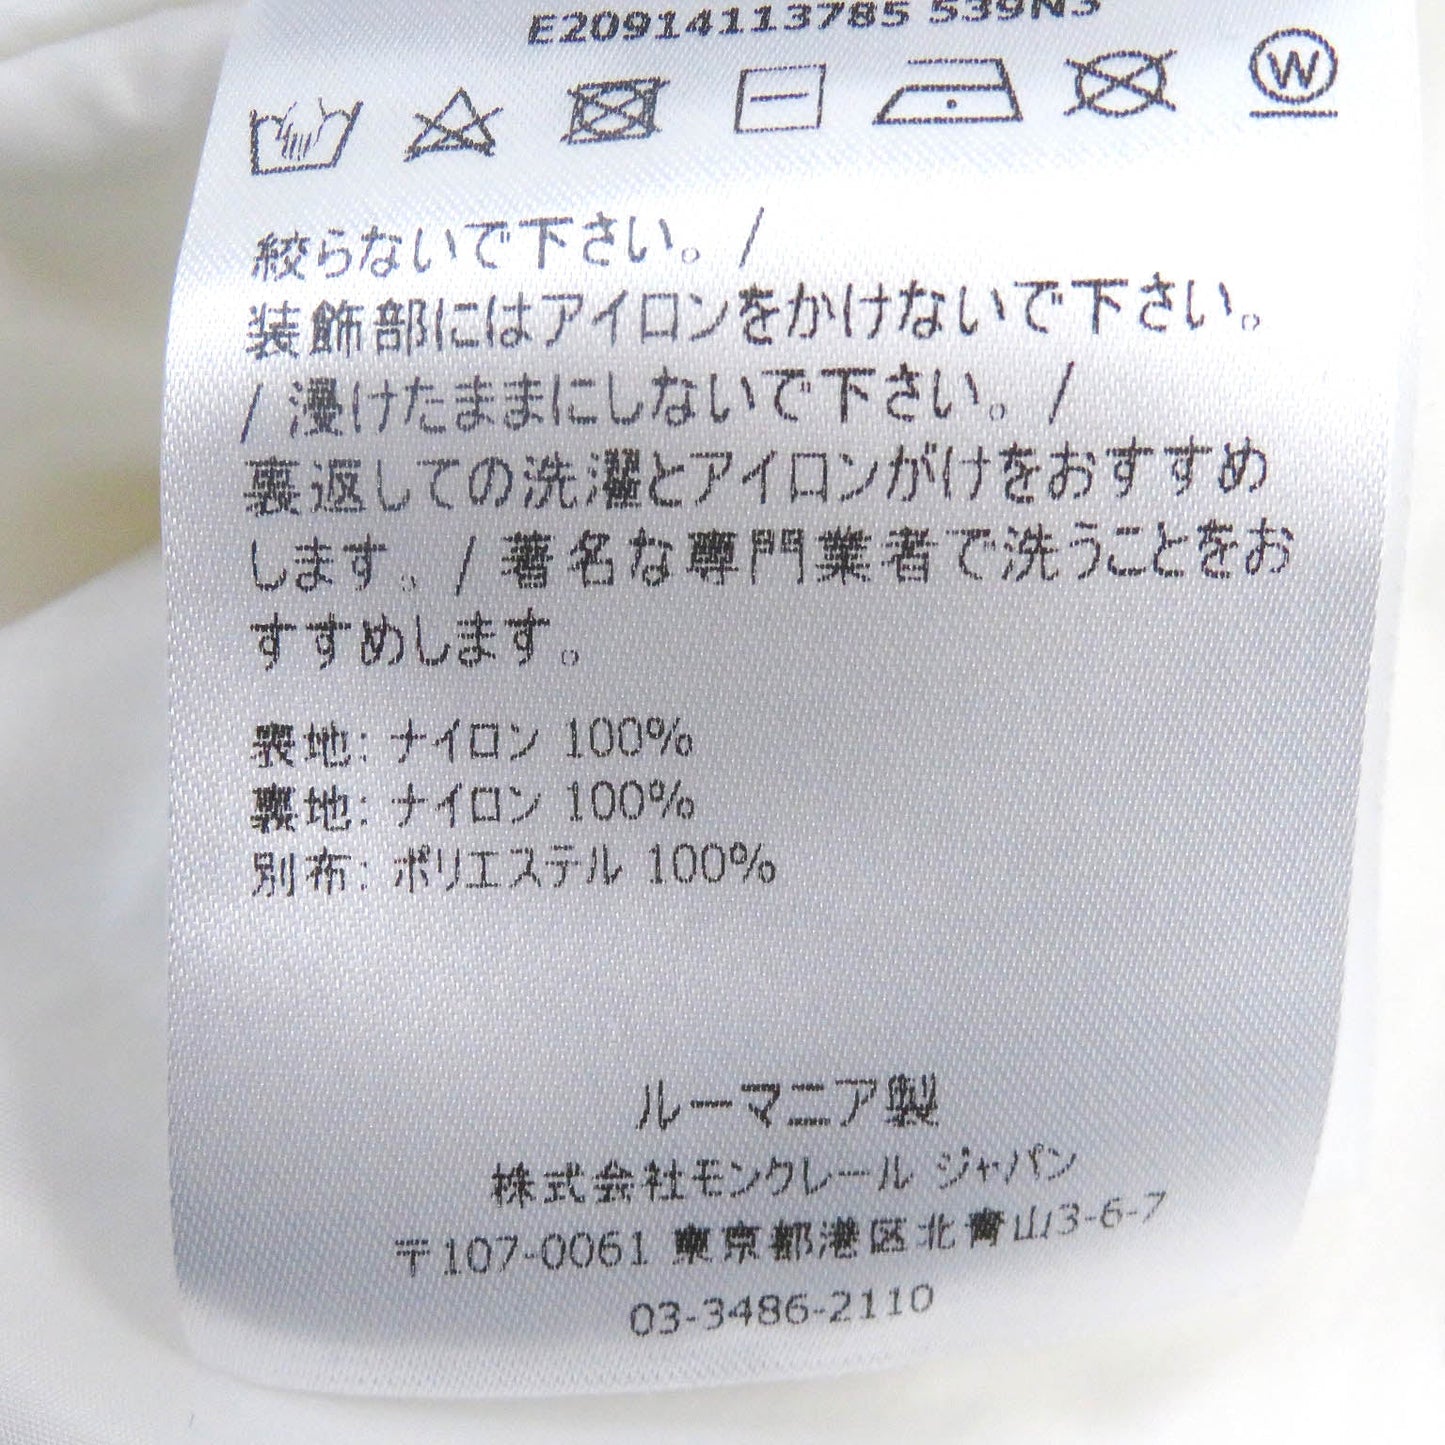 E20914113785 539N3
W
絞らないで下さい。/
装飾部にはアイロンをかけないで下さい。
/ 浸けたままにしないで下さい。 /
裏返しての洗濯とアイロンがけをおすすめ
します。/ 著名な専門業者で洗うことをお
すすめします。
表地: ナイロン 100%
裏地: ナイロン 100%
別布: ポリエステル 100%
ルーマニア製
株式会社モンクレール ジャパン
〒107-0061 東京都港区北青山3-6-7
03-3486-2110